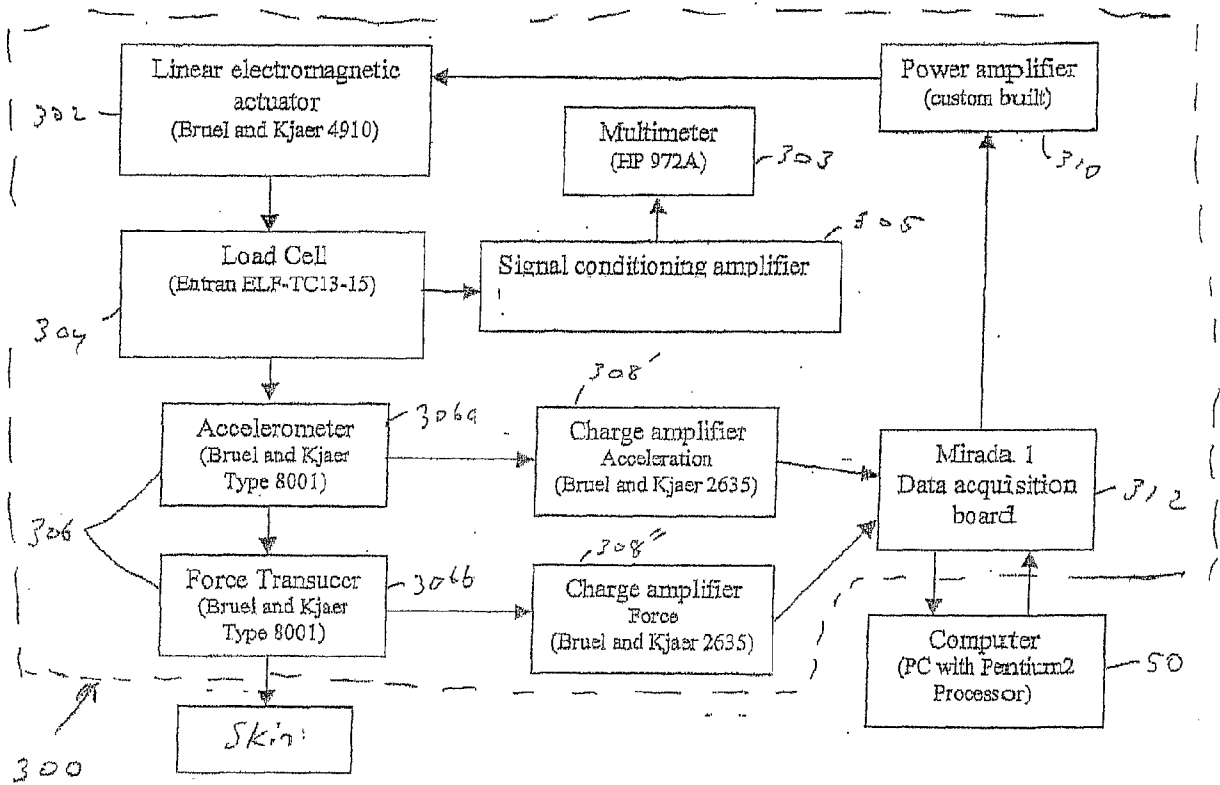 Linear electromagnetic
actuator
(Bruel and Kjaer 4910)
302
Power amplifier
(custom built)
310
Multimeter
(HP 972A)
303
Load Cell
(Entran ELF-TC13-15)
304
Signal conditioning amplifier
305
Accelerometer
(Bruel and Kjaer
Type 8001)
306a
308'
Charge amplifier
Acceleration
(Bruel and Kjaer 2635)
Mirada 1
Data acquisition
board
312
306
Force Transucer
(Bruel and Kjaer
Type 8001)
306b
308"
Charge amplifier
Force
(Bruel and Kjaer 2635)
Computer
(PC with Pentium2
Processor)
50
Skin
300